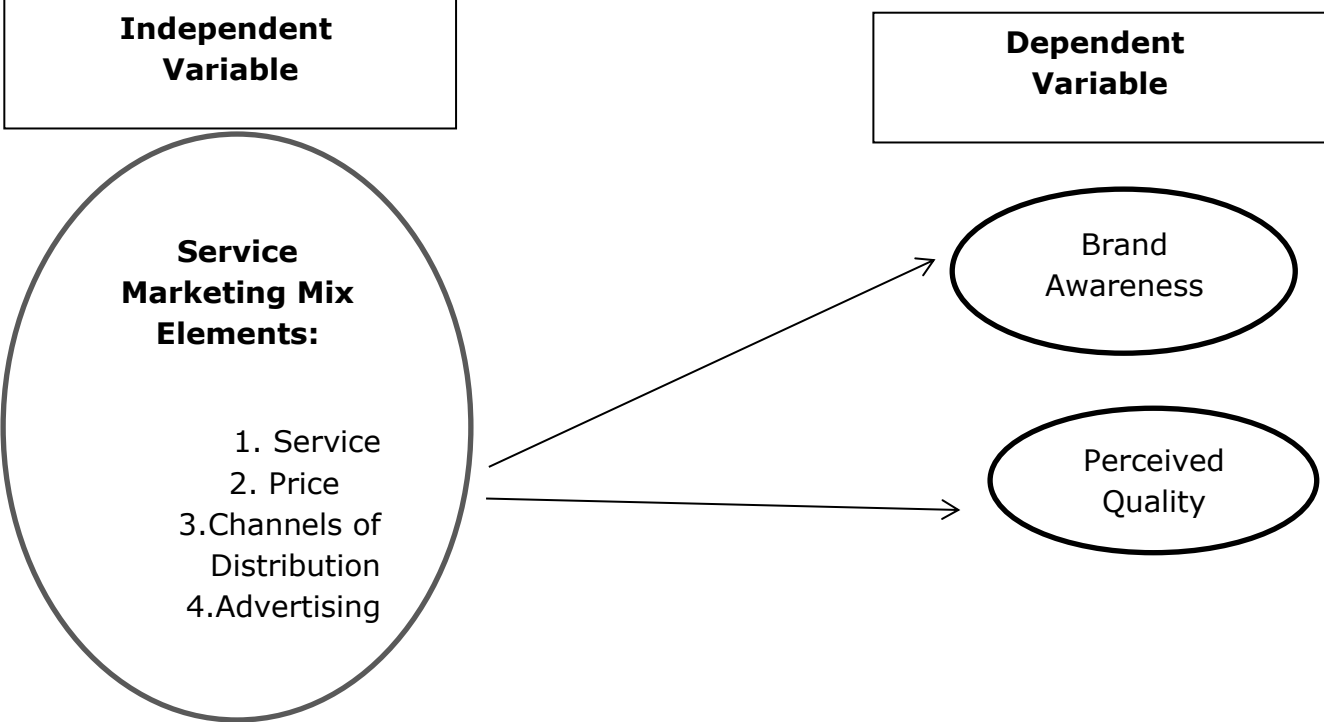 Independent
Variable
Dependent
Variable
Service
Marketing Mix
Elements:
1. Service
2. Price
3.Channels of
Distribution
4.Advertising
Brand
Awareness
Perceived
Quality